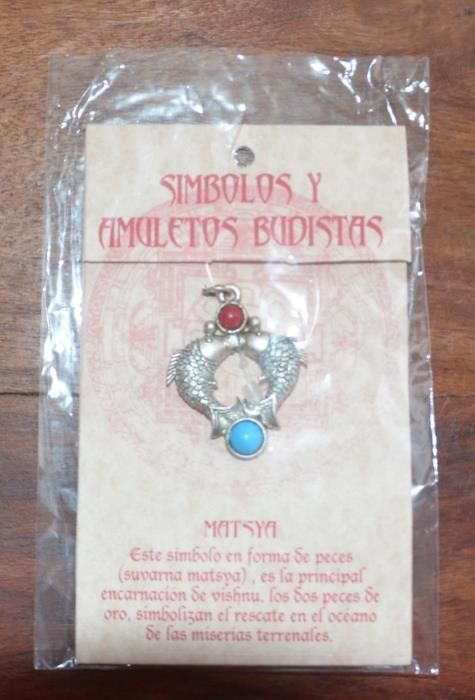 SIMBOLOS Y
AMULETOS BUDISTAS
MATSYA
Este simbolo en forma de peces
(suvarna matsya) , es la principal
encarnación de vishnu. los dos peces de
oro, simbolizan el rescate en el océano
de las miserias terrenales.